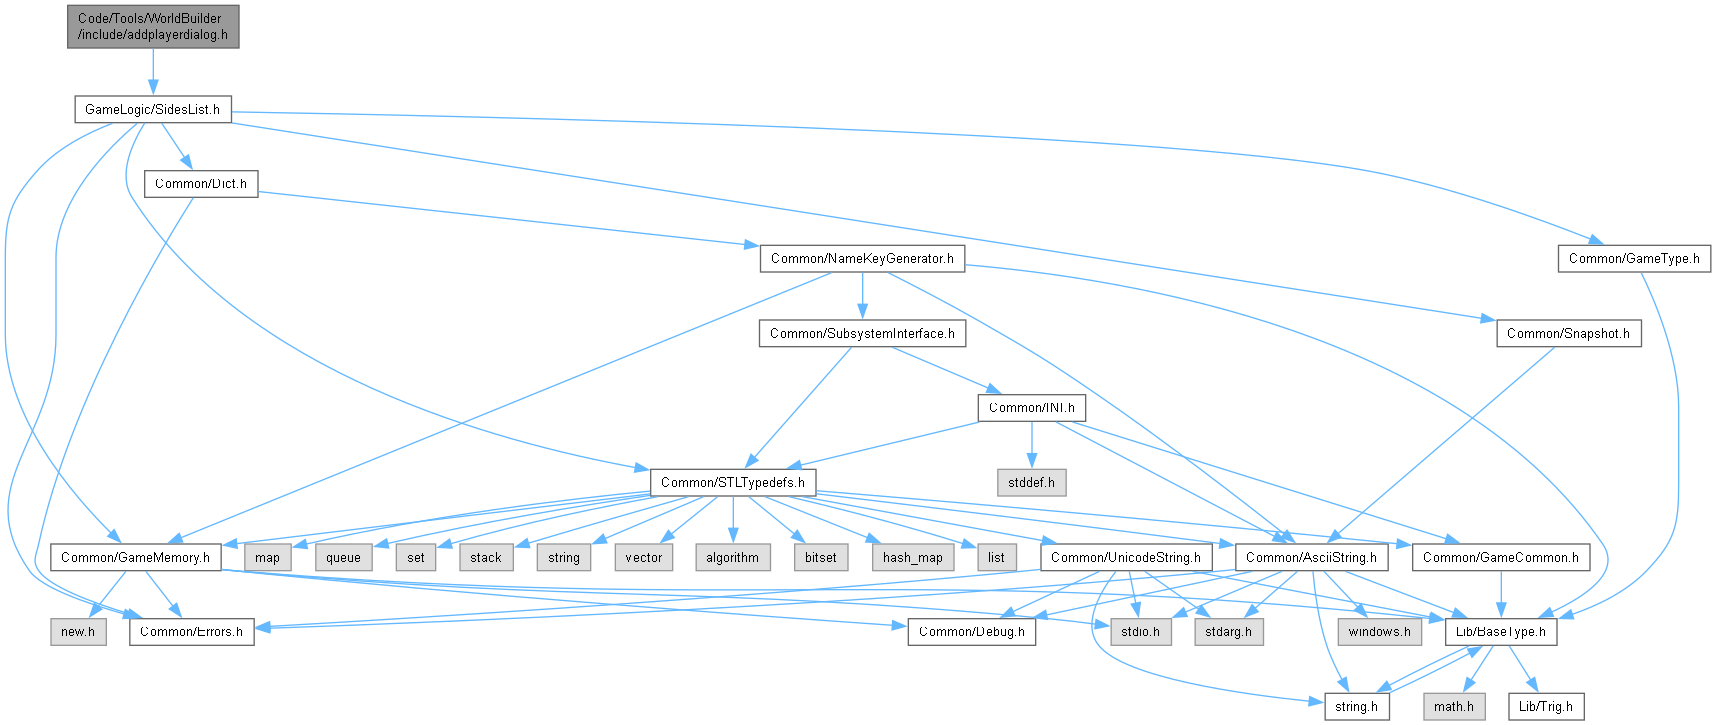 Code/Tools/WorldBuilder
/include/addplayerdialog.h
GameLogic/SidesList.h
Common/Dict.h
Common/NameKeyGenerator.h
Common/GameType.h
Common/SubsystemInterface.h
Common/Snapshot.h
Common/INI.h
Common/STLTypedefs.h
stddef.h
Common/GameMemory.h
map
queue
set
stack
string
vector
algorithm
bitset
hash_map
list
Common/UnicodeString.h
Common/AsciiString.h
Common/GameCommon.h
new.h
Common/Errors.h
Common/Debug.h
stdio.h
stdarg.h
windows.h
Lib/BaseType.h
string.h
math.h
Lib/Trig.h